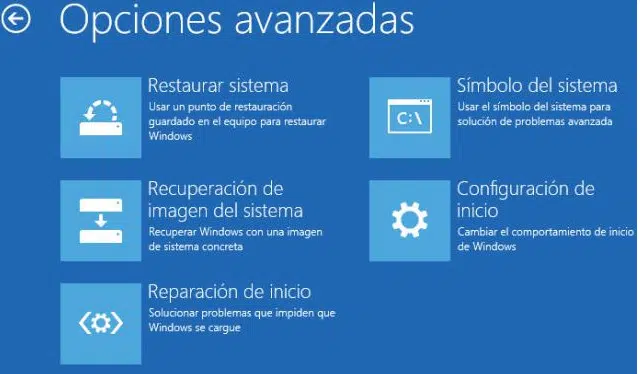 Opciones avanzadas
Restaurar sistema
Usar un punto de restauración
guardado en el equipo para restaurar
Windows
Símbolo del sistema
Usar el símbolo del sistema para
solución de problemas avanzada
C:\
Recuperación de
imagen del sistema
Recuperar Windows con una imagen
de sistema concreta
Configuración de
inicio
Cambiar el comportamiento de inicio
de Windows
Reparación de inicio
Solucionar problemas que impiden que
Windows se cargue